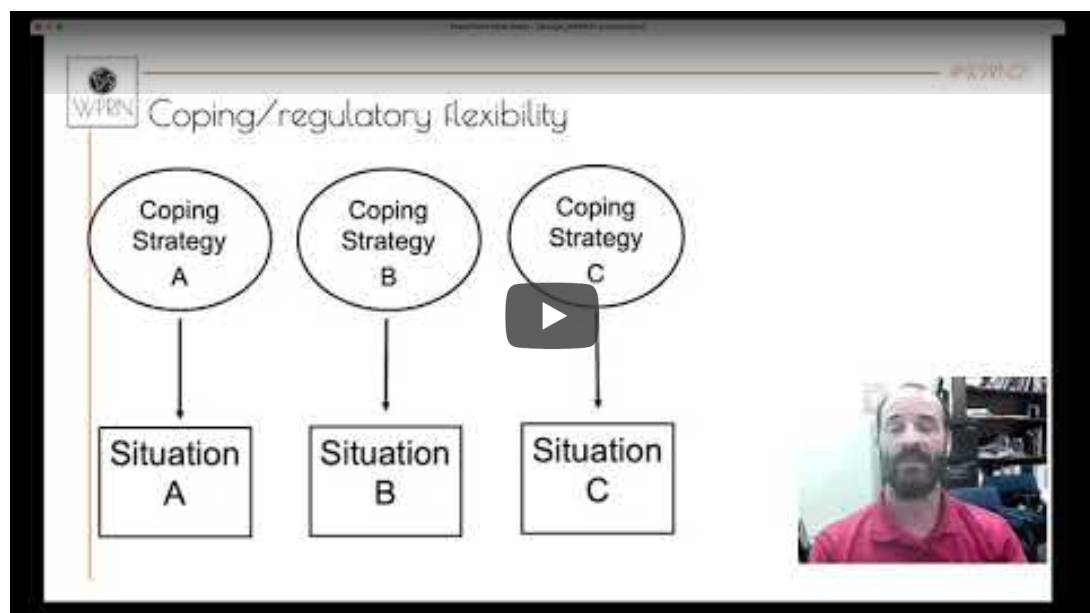 WPRN
Coping/regulatory flexibility
Coping
Strategy
A
Coping
Strategy
B
Coping
Strategy
C
Situation
A
Situation
B
Situation
C